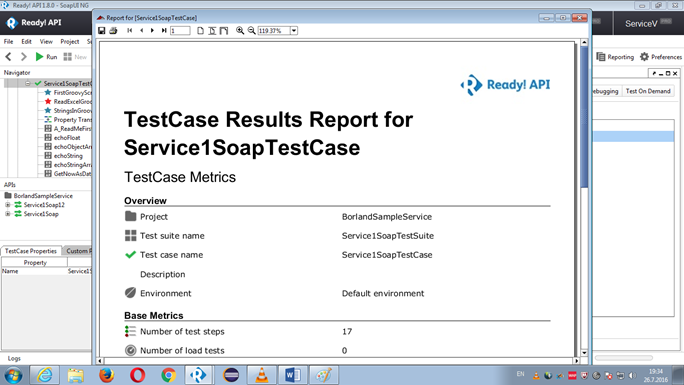 Ready! API 1.8.0 - SoapUI NG
Report for [Service1SoapTestCase]
Ready! API
ServiceV
File Edit View Project
Run
1
119.37%
Reporting
Preferences
Navigator
Service1SoapTestC
FirstGroovyScr
ReadExcelGroo
StringsInGroov
Property Trans
A_ReadMeFirs
echoFloat
echoObjectArr
echoString
echoStringArr
GetNowAsDat
APIs
BorlandSampleService
Service1Soap12
Service1Soap
TestCase Properties
Custom P
Property
Name
Service1S
Logs
Ready! API
TestCase Results Report for
Service1SoapTestCase
TestCase Metrics
Overview
Project BorlandSampleService
Test suite name Service1SoapTestSuite
Test case name Service1SoapTestCase
Description
Environment Default environment
Base Metrics
Number of test steps 17
Number of load tests 0
ebugging
Test On Demand
EN
19:34
26.7.2016